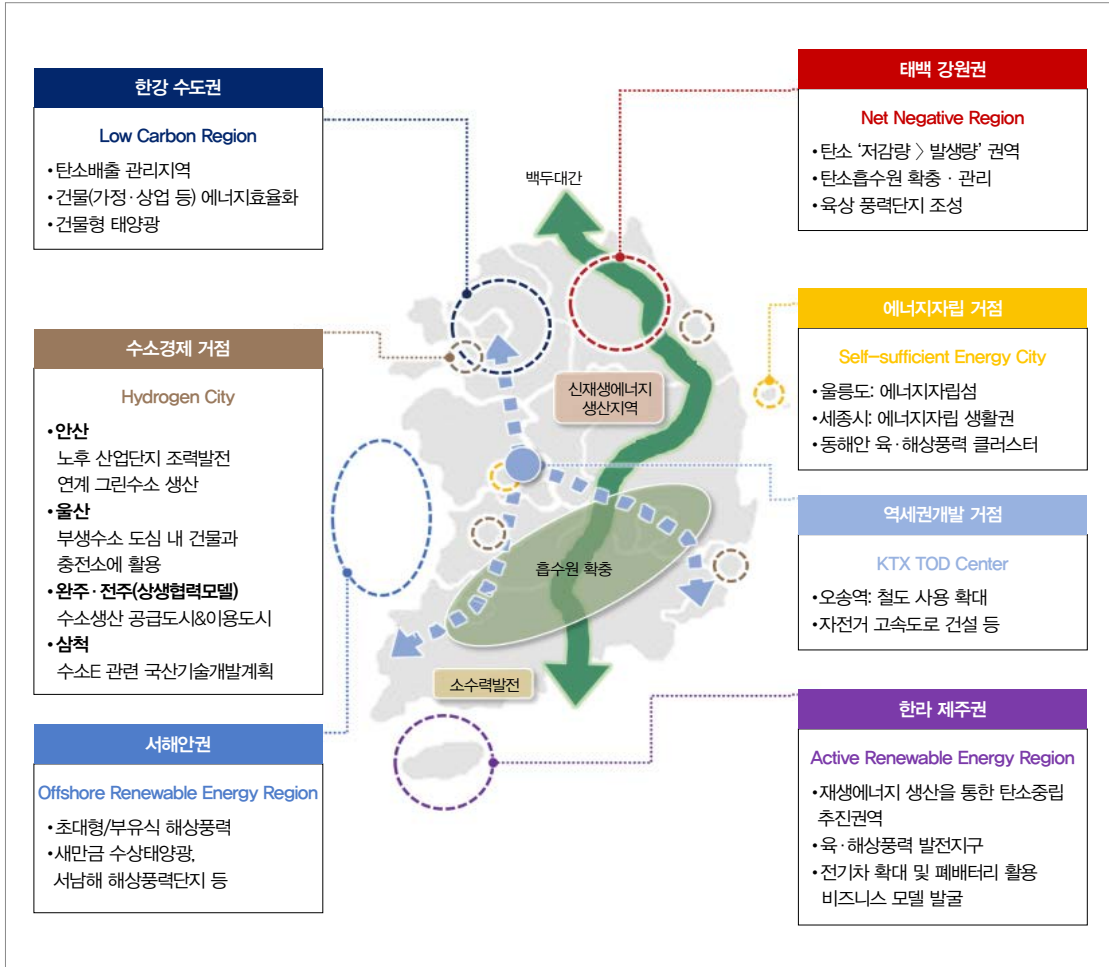 한강 수도권
Low Carbon Region
•탄소배출 관리지역
•건물(가정·상업 등) 에너지효율화
•건물형 태양광
수소경제 거점
Hydrogen City
•안산
노후 산업단지 조력발전
연계 그린수소 생산
•울산
부생수소 도심 내 건물과
충전소에 활용
•완주·전주(상생협력모델)
수소생산 공급도시&이용도시
•삼척
수소E 관련 국산기술개발계획
서해안권
Offshore Renewable Energy Region
•초대형/부유식 해상풍력
•새만금 수상태양광,
서남해 해상풍력단지 등
백두대간
신재생에너지
생산지역
흡수원 확충
소수력발전
태백 강원권
Net Negative Region
•탄소 ‘저감량 > 발생량’ 권역
•탄소흡수원 확충 · 관리
•육상 풍력단지 조성
에너지자립 거점
Self-sufficient Energy City
•울릉도: 에너지자립섬
•세종시: 에너지자립 생활권
•동해안 육·해상풍력 클러스터
역세권개발 거점
KTX TOD Center
•오송역: 철도 사용 확대
•자전거 고속도로 건설 등
한라 제주권
Active Renewable Energy Region
•재생에너지 생산을 통한 탄소중립
추진권역
•육·해상풍력 발전지구
•전기차 확대 및 폐배터리 활용
비즈니스 모델 발굴